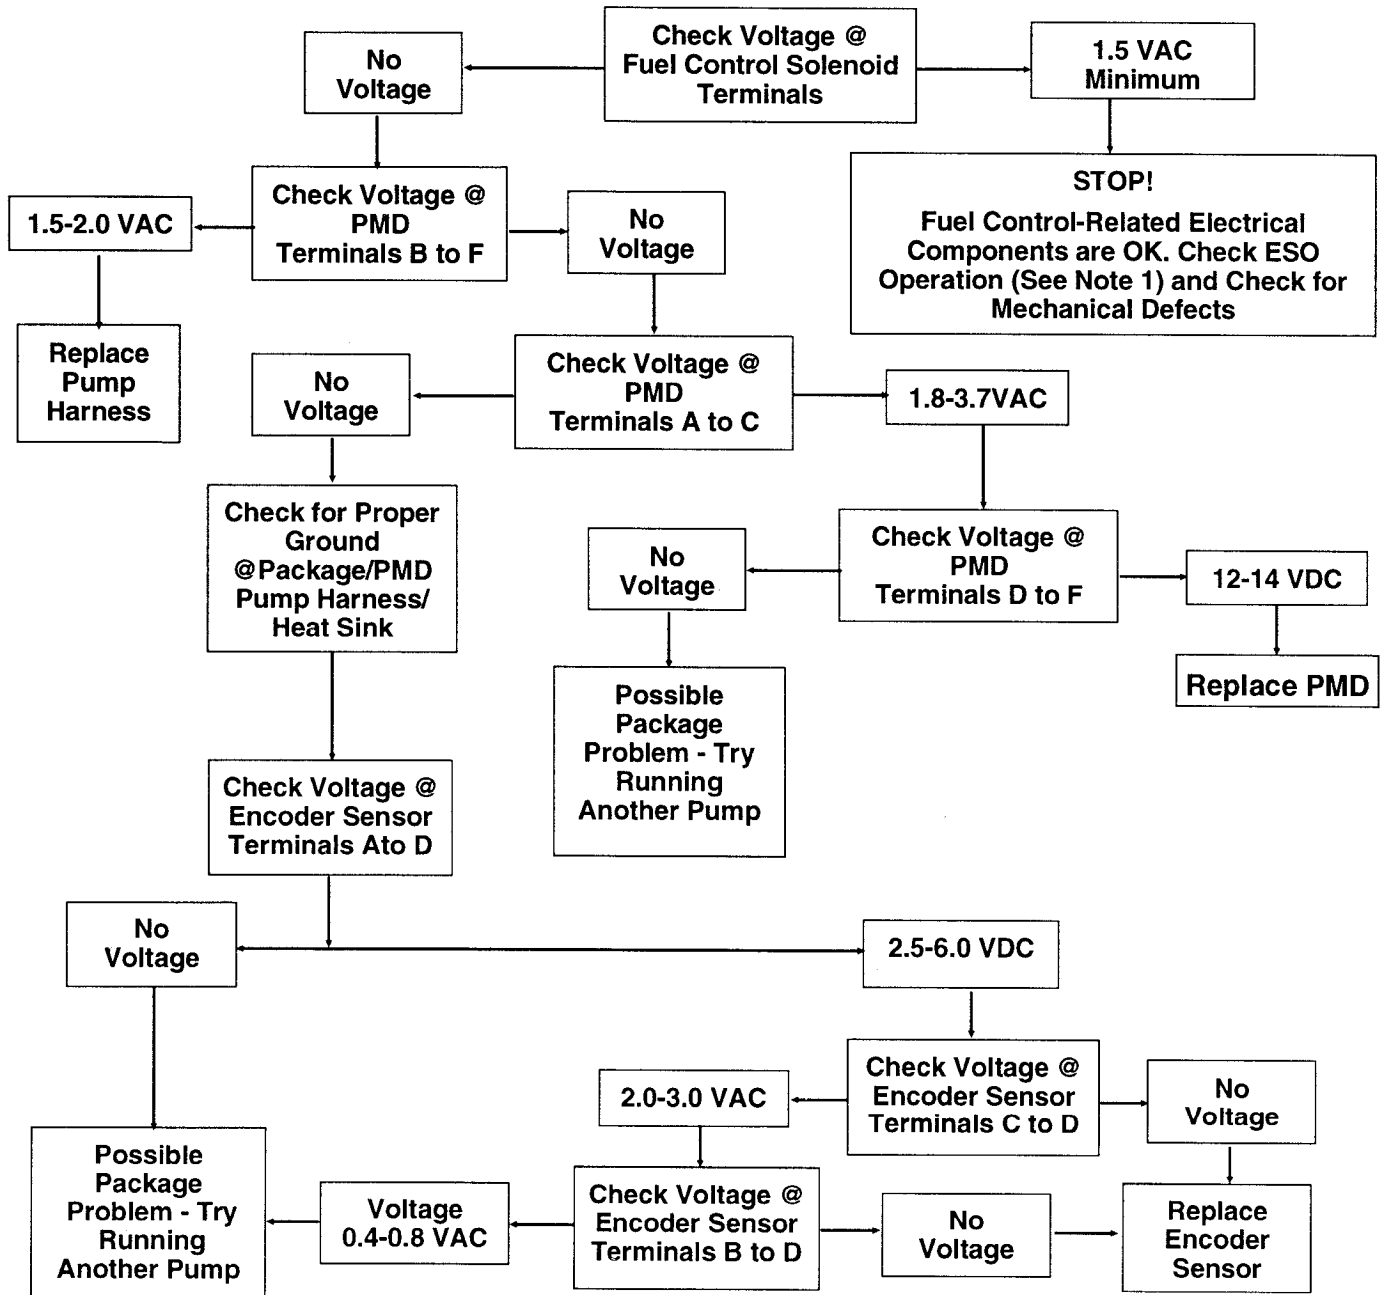 Check Voltage @
Fuel Control Solenoid
Terminals
No
Voltage
1.5 VAC
Minimum
STOP!
Fuel Control-Related Electrical
Components are OK. Check ESO
Operation (See Note 1) and Check for
Mechanical Defects
Check Voltage @
PMD
Terminals B to F
1.5-2.0 VAC
Replace
Pump
Harness
No
Voltage
Check Voltage @
PMD
Terminals A to C
No
Voltage
1.8-3.7VAC
Check for Proper
Ground
@Package/PMD
Pump Harness/
Heat Sink
Check Voltage @
PMD
Terminals D to F
No
Voltage
12-14 VDC
Replace PMD
Possible
Package
Problem - Try
Running
Another Pump
Check Voltage @
Encoder Sensor
Terminals Ato D
No
Voltage
2.5-6.0 VDC
Check Voltage @
Encoder Sensor
Terminals C to D
2.0-3.0 VAC
No
Voltage
Check Voltage @
Encoder Sensor
Terminals B to D
Voltage
0.4-0.8 VAC
No
Voltage
Replace
Encoder
Sensor
Possible
Package
Problem - Try
Running
Another Pump